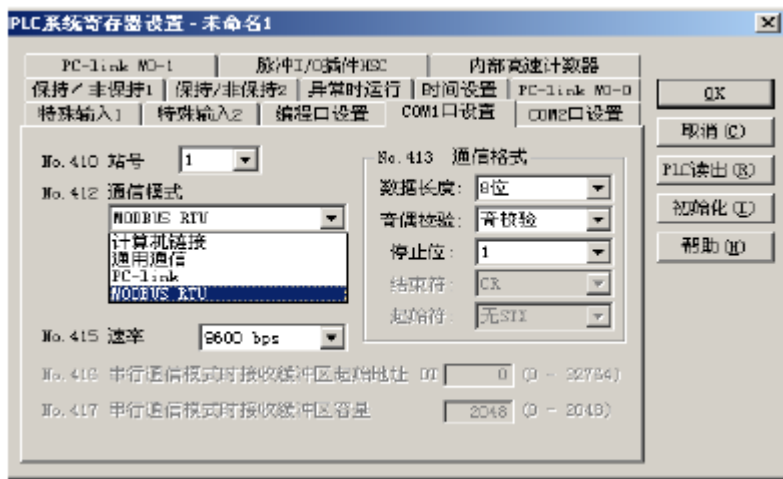 PLC系统寄存器设置 - 未命名1
PC-link W0-1 脉冲I/O插件HSC 内部高速计数器
保持/非保持1 保持/非保持2 异常时运行 时间设置 PC-link W0-0
特殊输入1 特殊输入2 编程口设置 COM1口设置 COM2口设置
OK
取消(C)
PLC读出(R)
初始化(I)
帮助(H)
No.410 站号 1
No.412 通信模式
MODBUS RTU
计算机链接
通用通信
PC-link
MODBUS RTU
No.413 通信格式
数据长度: 8位
奇偶校验: 奇校验
停止位: 1
结束符: CR
起始符: 无STX
No.415 速率 9600 bps
No.416 串行通信模式时接收缓冲区起始地址 DT 0 (0 - 32764)
No.417 串行通信模式时接收缓冲区容量 2048 (0 - 2048)